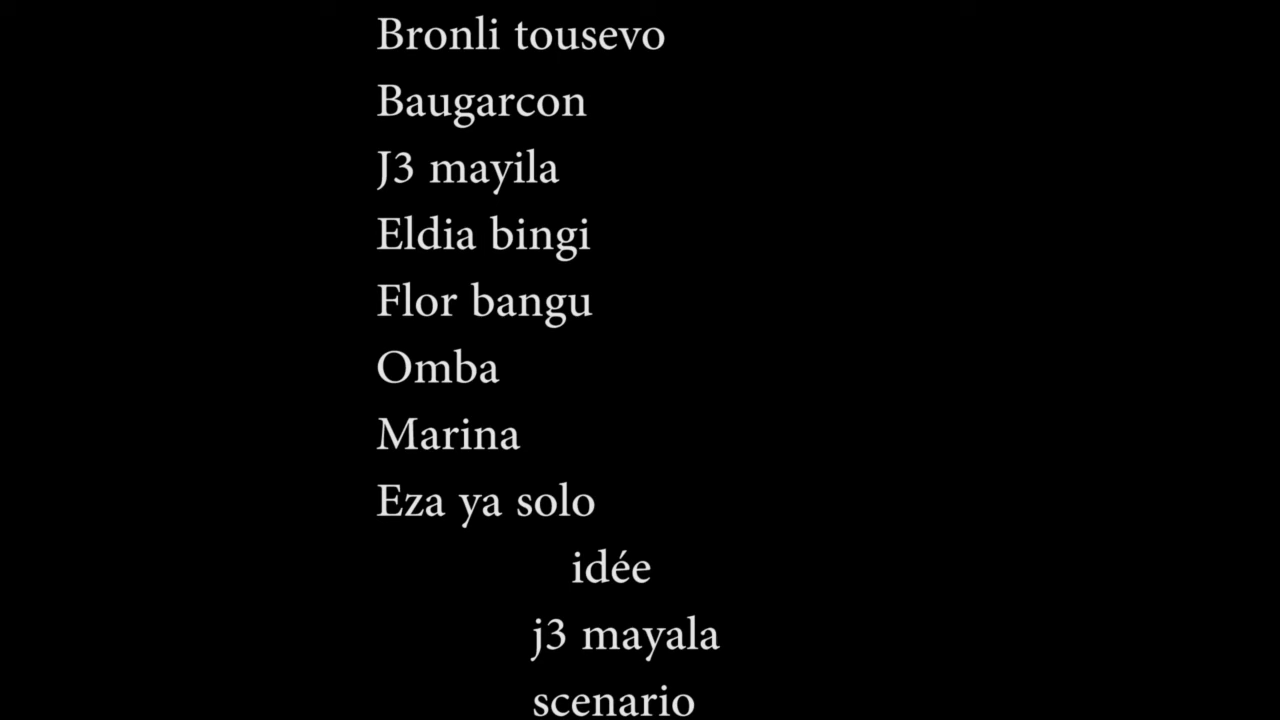 Bronli tousevo
Baugarcon
J3 mayila
Eldia bingi
Flor bangu
Omba
Marina
Eza ya solo
idée
j3 mayala
scenario